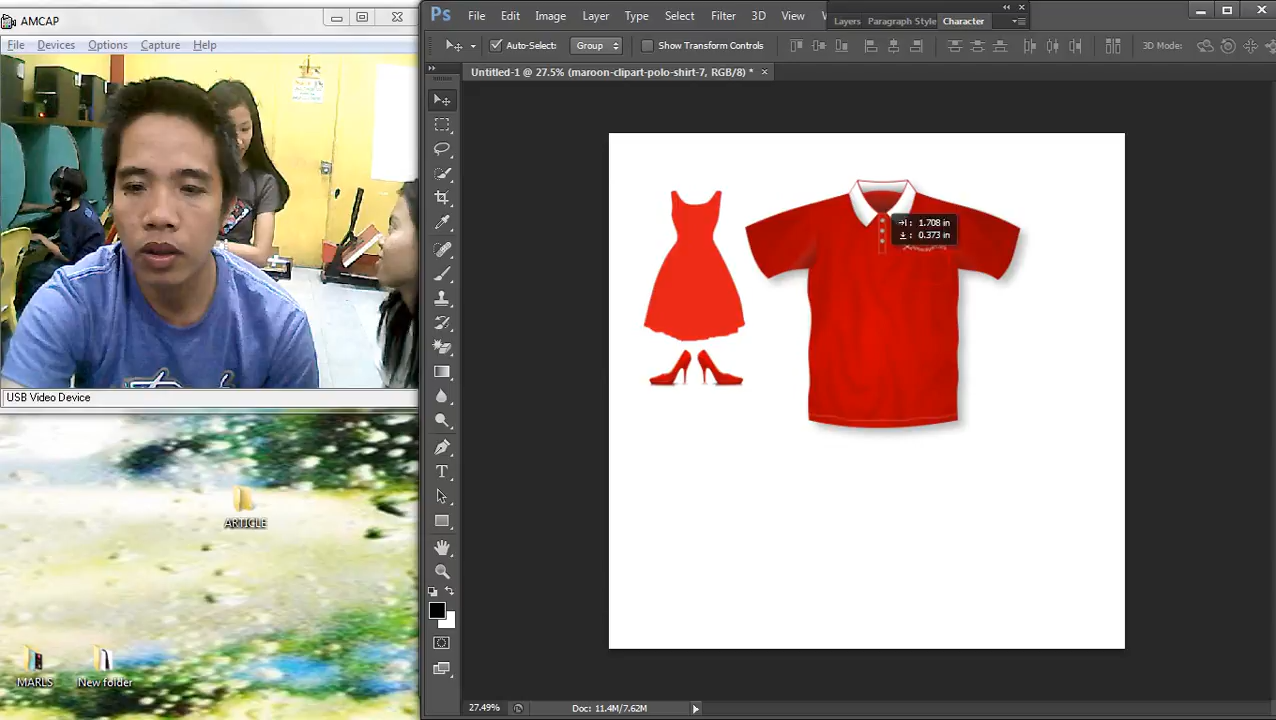 AMCAP
File Devices Options Capture Help
USB Video Device
ARTICLE
MARLS
New folder
Ps File Edit Image Layer Type Select Filter 3D View
Layers Paragraph Style Character
Auto-Select: Group Show Transform Controls 3D Mode:
Untitled-1 @ 27.5% (maroon-clipart-polo-shirt-7, RGB/8) *
1.708 in
0.373 in
27.49% Doc: 11.4M/7.62M